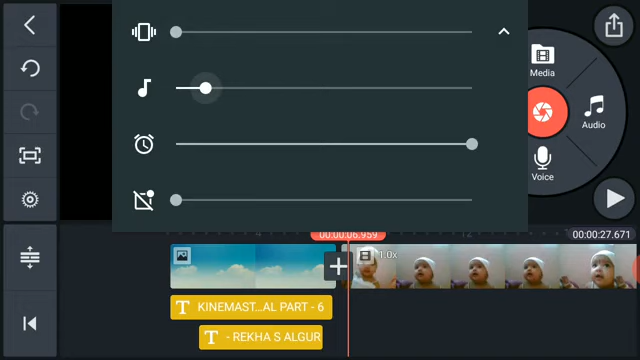 Media
Audio
Voice
00:00:06.959
12
00:00:27.671
1.0x
KINEMAST...AL PART - 6
- REKHA S ALGUR